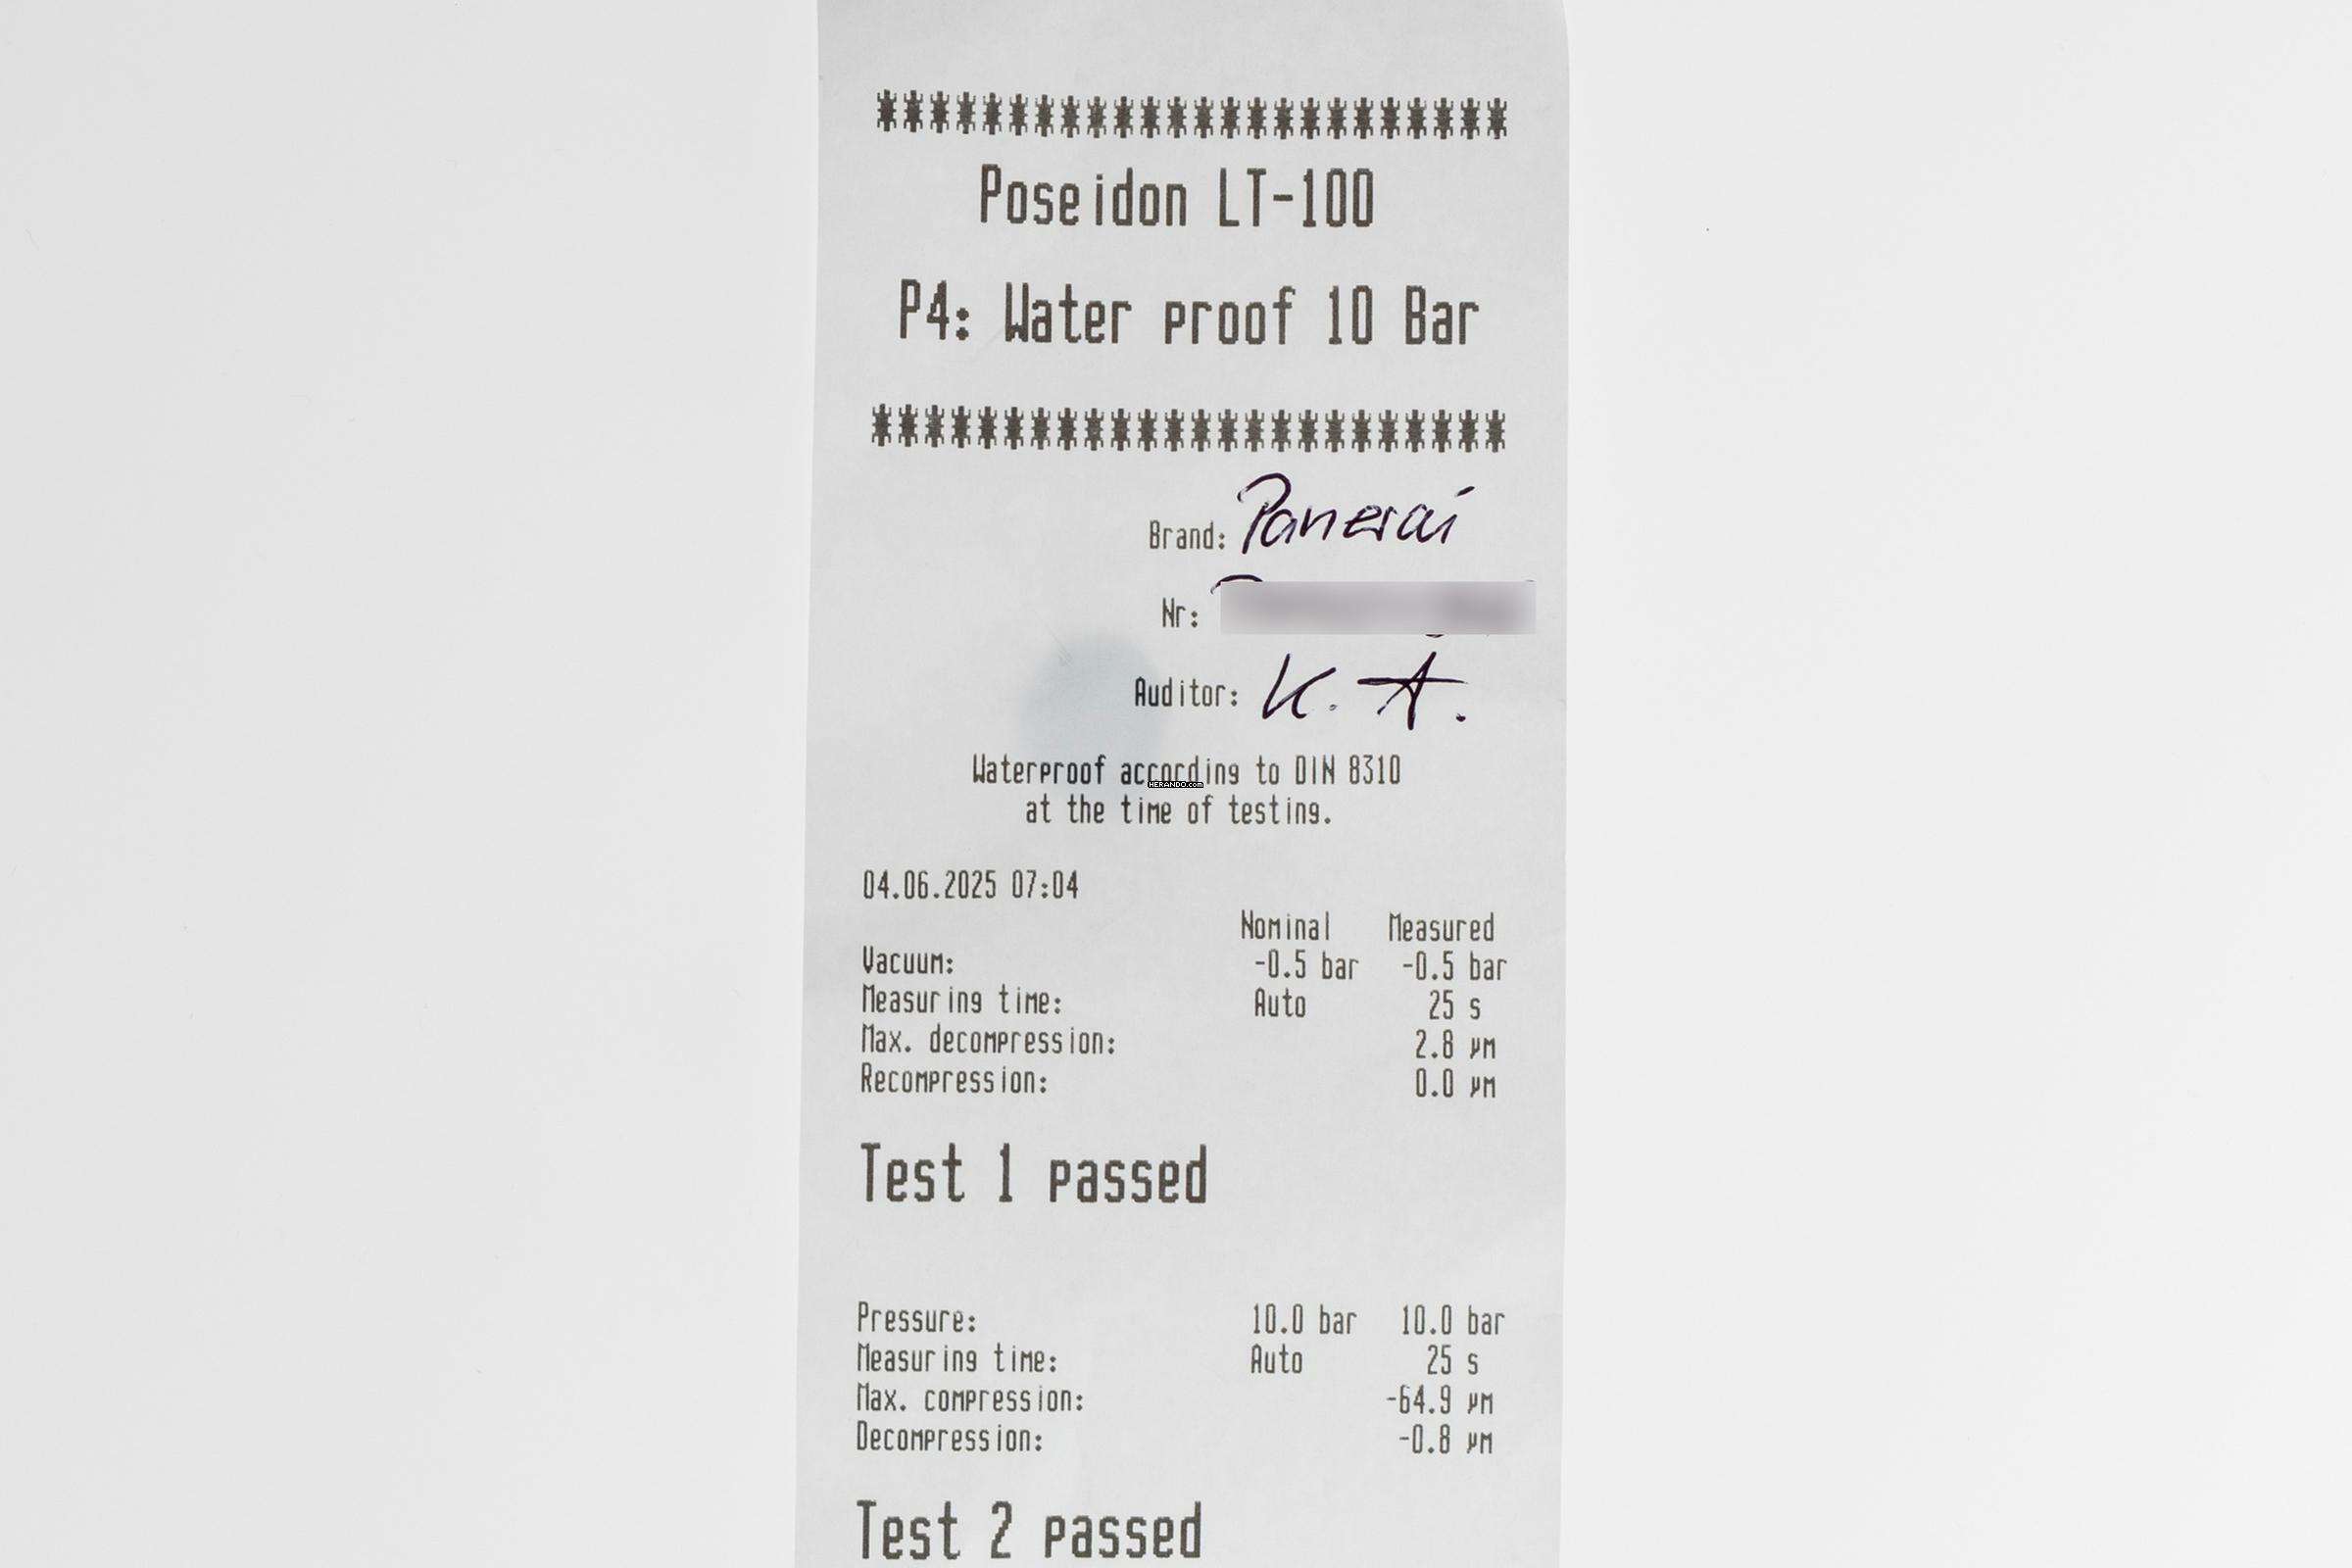 ************************
Poseidon LT-100
P4: Water proof 10 Bar
************************
Brand: Panerai
Nr:
Auditor: K. A.
Waterproof according to DIN 8310
HERANDO.com
at the time of testing.
04.06.2025 07:04
Nominal Measured
Vacuum: -0.5 bar -0.5 bar
Measuring time: Auto 25 s
Max. decompression: 2.8 µm
Recompression: 0.0 µm
Test 1 passed
Pressure: 10.0 bar 10.0 bar
Measuring time: Auto 25 s
Max. compression: -64.9 µm
Decompression: -0.8 µm
Test 2 passed